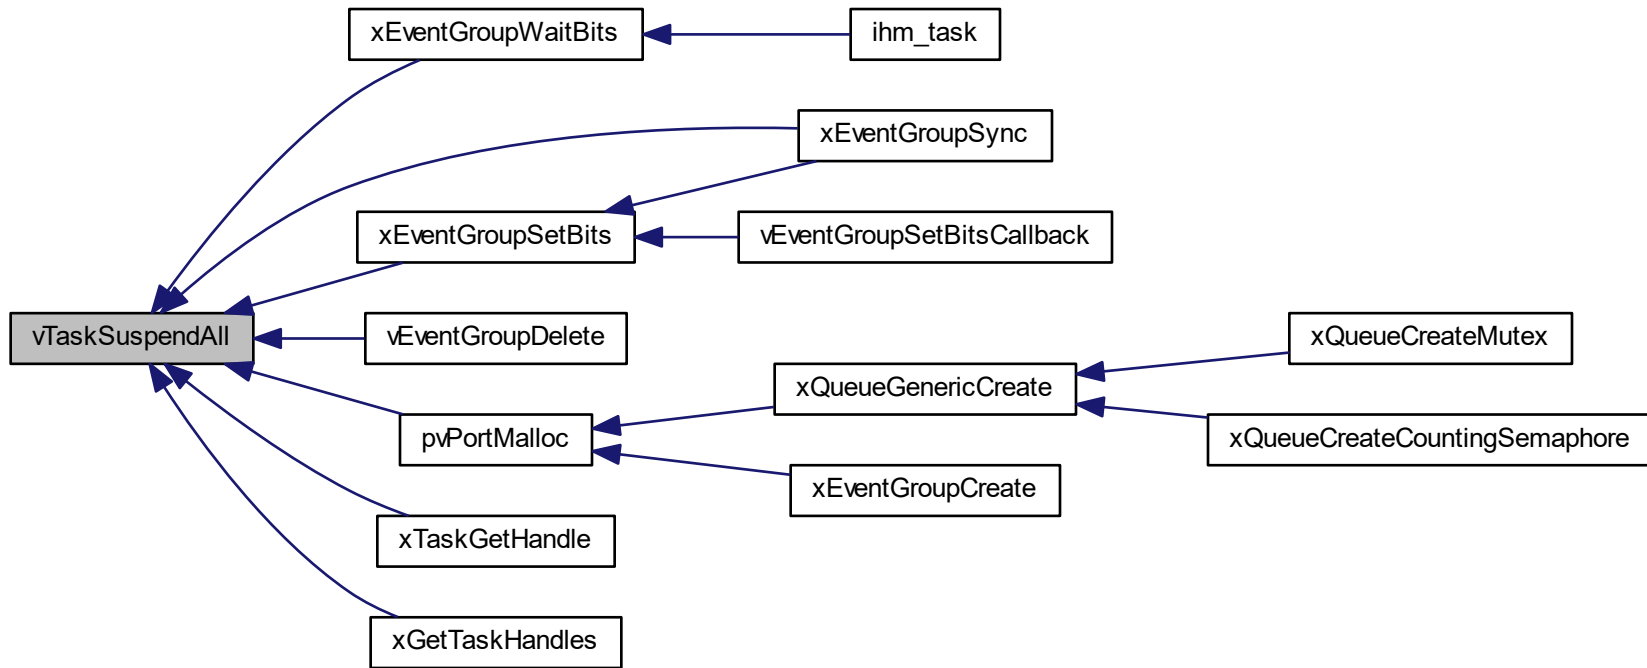 xEventGroupWaitBits
ihm_task
xEventGroupSync
xEventGroupSetBits
vEventGroupSetBitsCallback
vTaskSuspendAll
vEventGroupDelete
xQueueCreateMutex
xQueueGenericCreate
pvPortMalloc
xQueueCreateCountingSemaphore
xEventGroupCreate
xTaskGetHandle
xGetTaskHandles